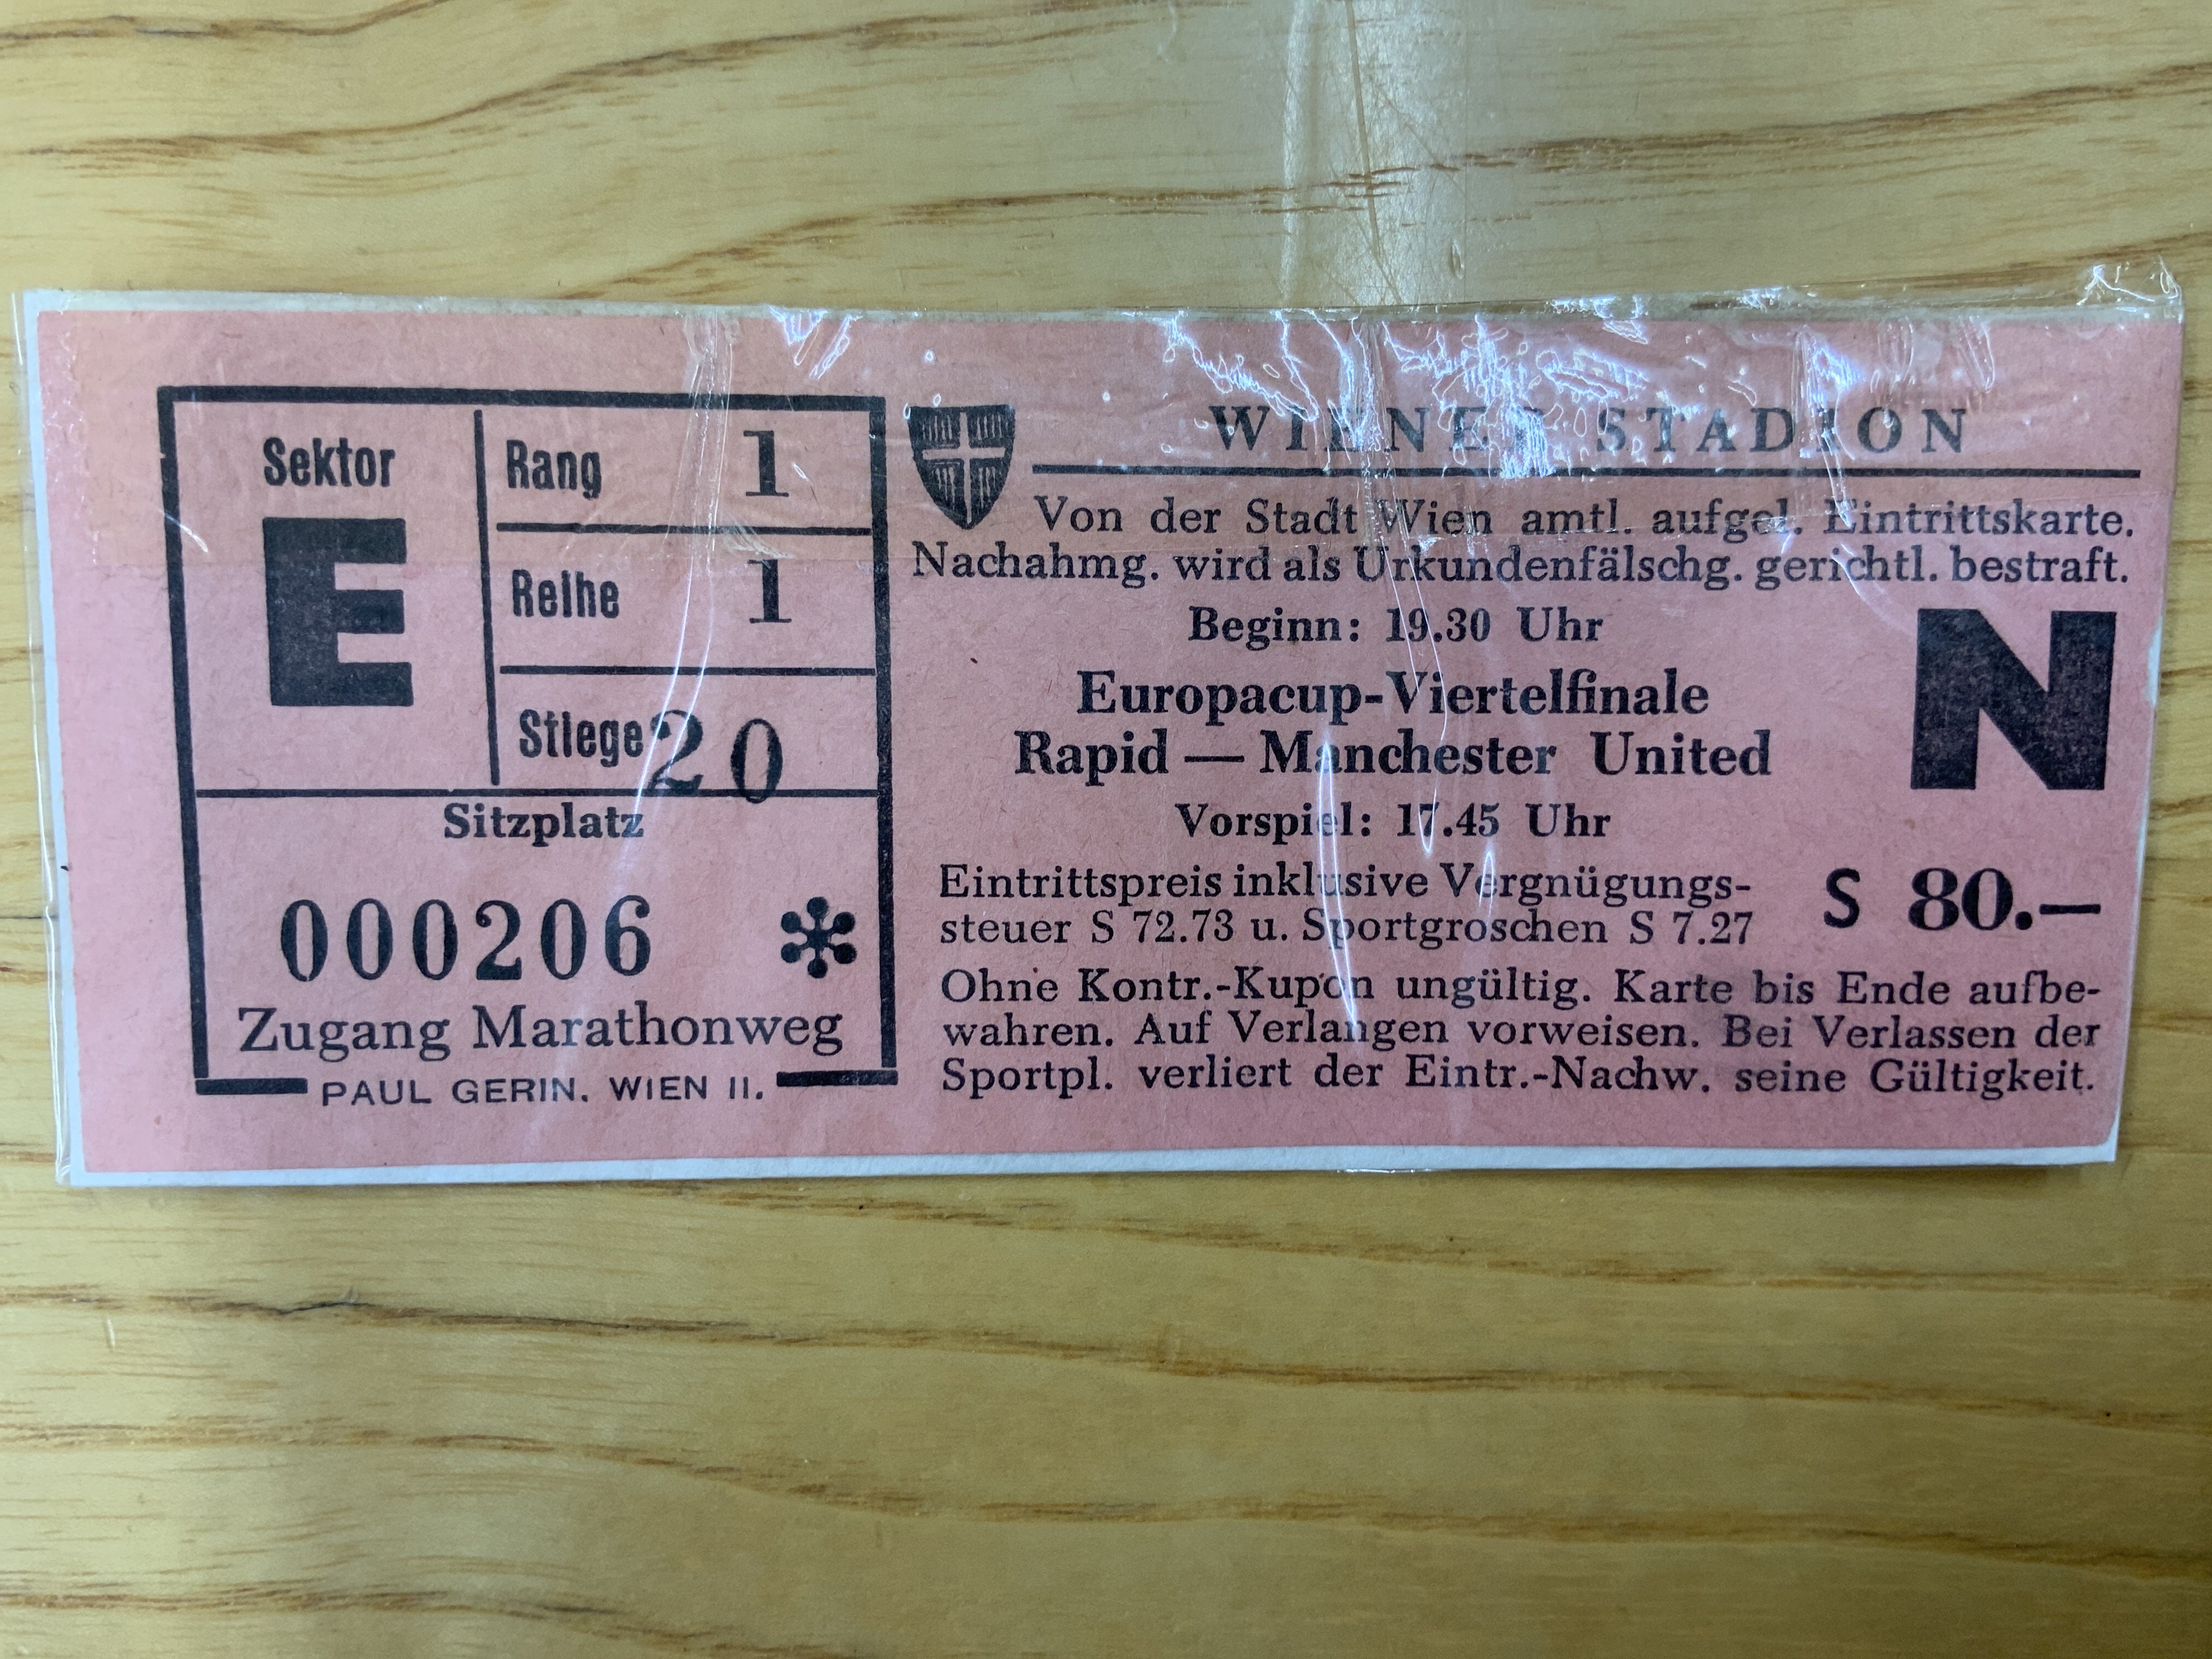 Sektor
E
Rang 1
Reihe 1
Stiege 20
Sitzplatz
000206 *
Zugang Marathonweg
PAUL GERIN. WIEN II.
WIENER STADION
Von der Stadt Wien amtl. aufgel. Eintrittskarte.
Nachahmg. wird als Urkundenfälschg. gerichtl. bestraft.
Beginn: 19.30 Uhr
Europacup-Viertelfinale
Rapid — Manchester United
Vorspiel: 17.45 Uhr
N
Eintrittspreis inklusive Vergnügungs-
steuer S 72.73 u. Sportgroschen S 7.27
S 80.—
Ohne Kontr.-Kupon ungültig. Karte bis Ende aufbe-
wahren. Auf Verlangen vorweisen. Bei Verlassen der
Sportpl. verliert der Eintr.-Nachw. seine Gültigkeit.